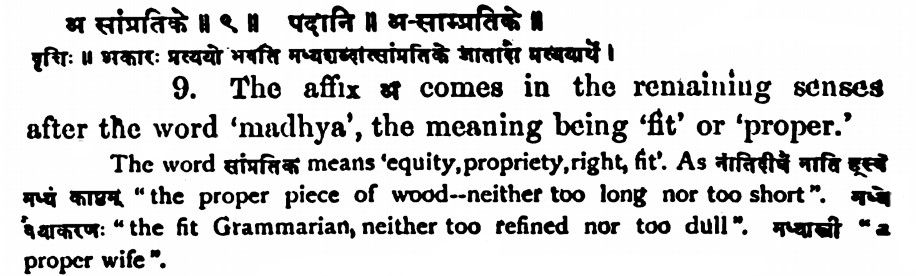 अ सांप्रतिके ॥ ९ ॥ पदानि ॥ अ-साम्प्रतिके ॥
वृत्तिः ॥ अकारः प्रत्ययो भवति मध्यशब्दात्सांप्रतिके जातादौ प्रत्ययार्थे ।
9. The affix अ comes in the remaining senses
after the word ‘madhya’, the meaning being ‘fit’ or ‘proper.’
The word सांप्रतिक means ‘equity, propriety, right, fit’. As नातिदीर्घं नाति ह्रस्वं
मध्यं काष्ठम् “the proper piece of wood--neither too long nor too short”. मध्यो
वैयाकरणः “the fit Grammarian, neither too refined nor too dull”. मध्यास्त्री “a
proper wife”.